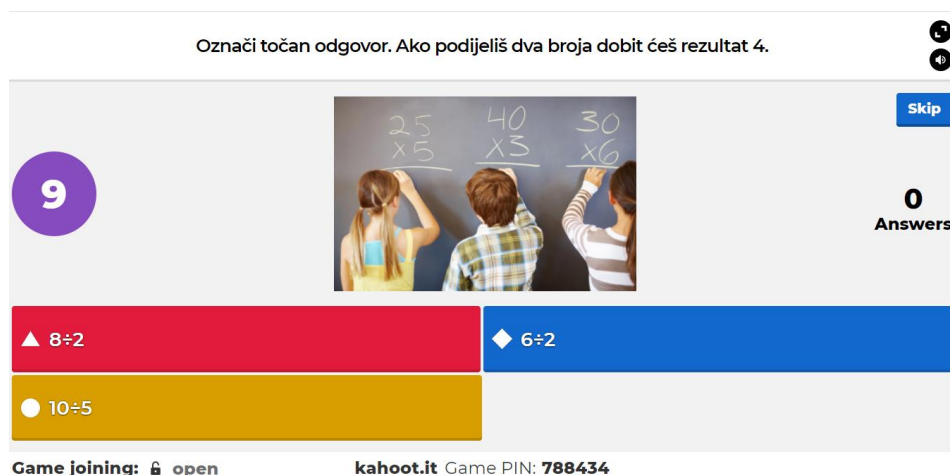 Označi točan odgovor. Ako podijeliš dva broja dobit ćeš rezultat 4.
Skip
25
x5
40
x3
30
x6
9
0
Answers
8÷2
6÷2
10÷5
Game joining: open
kahoot.it Game PIN: 788434